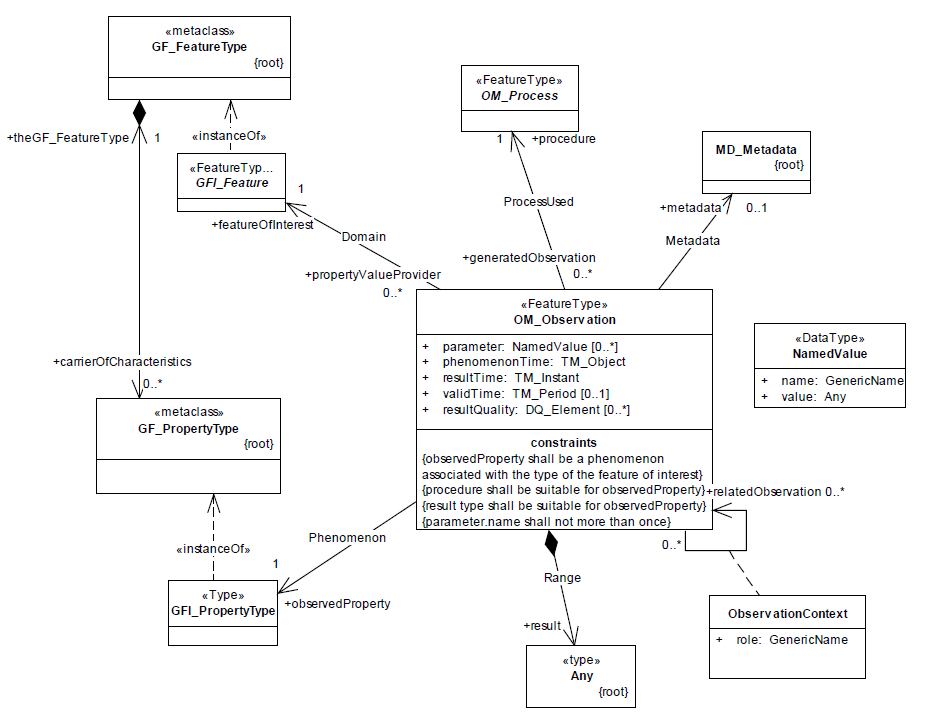 «metaclass»
GF_FeatureType
{root}
+theGF_FeatureType
1
«instanceOf»
«FeatureTyp...
GFI_Feature
1
+featureOfInterest
Domain
+propertyValueProvider
0..*
«FeatureType»
OM_Process
1
+procedure
ProcessUsed
+generatedObservation
0..*
MD_Metadata
{root}
+metadata
0..1
Metadata
«FeatureType»
OM_Observation
+ parameter: NamedValue [0..*]
+ phenomenonTime: TM_Object
+ resultTime: TM_Instant
+ validTime: TM_Period [0..1]
+ resultQuality: DQ_Element [0..*]
constraints
{observedProperty shall be a phenomenon
associated with the type of the feature of interest}
{procedure shall be suitable for observedProperty}
{result type shall be suitable for observedProperty}
{parameter.name shall not more than once}
«DataType»
NamedValue
+ name: GenericName
+ value: Any
+carrierOfCharacteristics
0..*
«metaclass»
GF_PropertyType
{root}
+relatedObservation 0..*
0..*
«instanceOf»
Phenomenon
1
+observedProperty
«Type»
GFI_PropertyType
Range
+result
«type»
Any
{root}
ObservationContext
+ role: GenericName